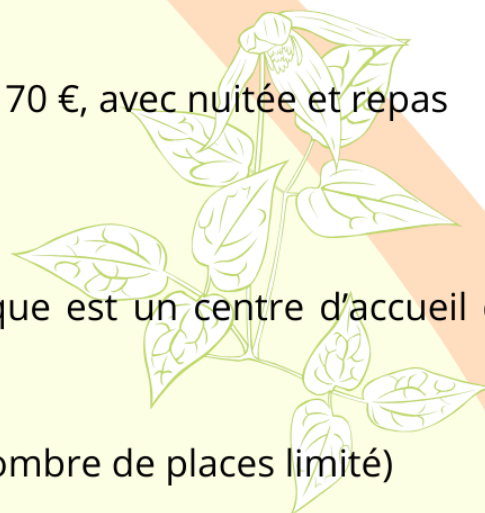 70 €, avec nuitée et repas
que est un centre d’accueil
ombre de places limité)